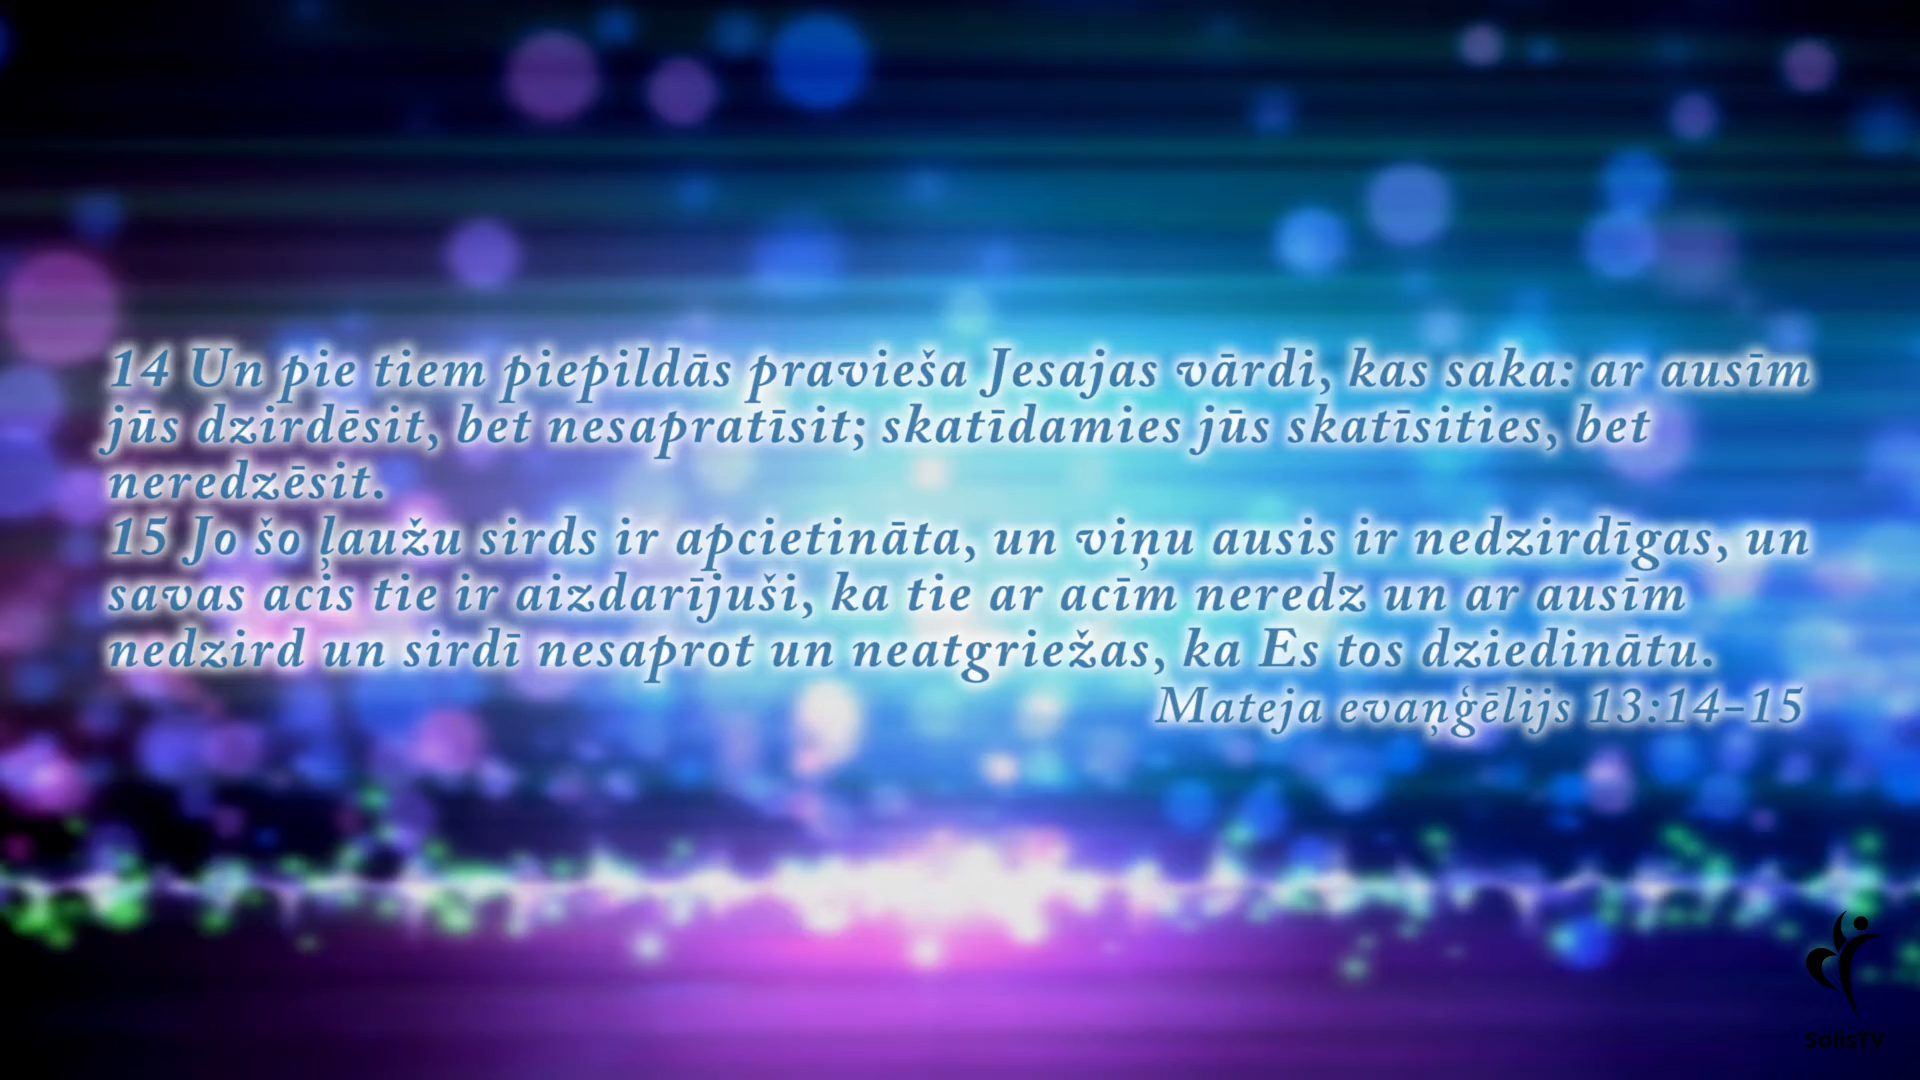 14 Un pie tiem piepildās pravieša Jesajas vārdi, kas saka: ar ausīm
jūs dzirdēsit, bet nesapratīsit; skatīdamies jūs skatīsities, bet
neredzēsit.
15 Jo šo ļaužu sirds ir apcietināta, un viņu ausis ir nedzirdīgas, un
savas acis tie ir aizdarījuši, ka tie ar acīm neredz un ar ausīm
nedzird un sirdī nesaprot un neatgriežas, ka Es tos dziedinātu.
Mateja evaņģēlijs 13:14-15
SolisTV